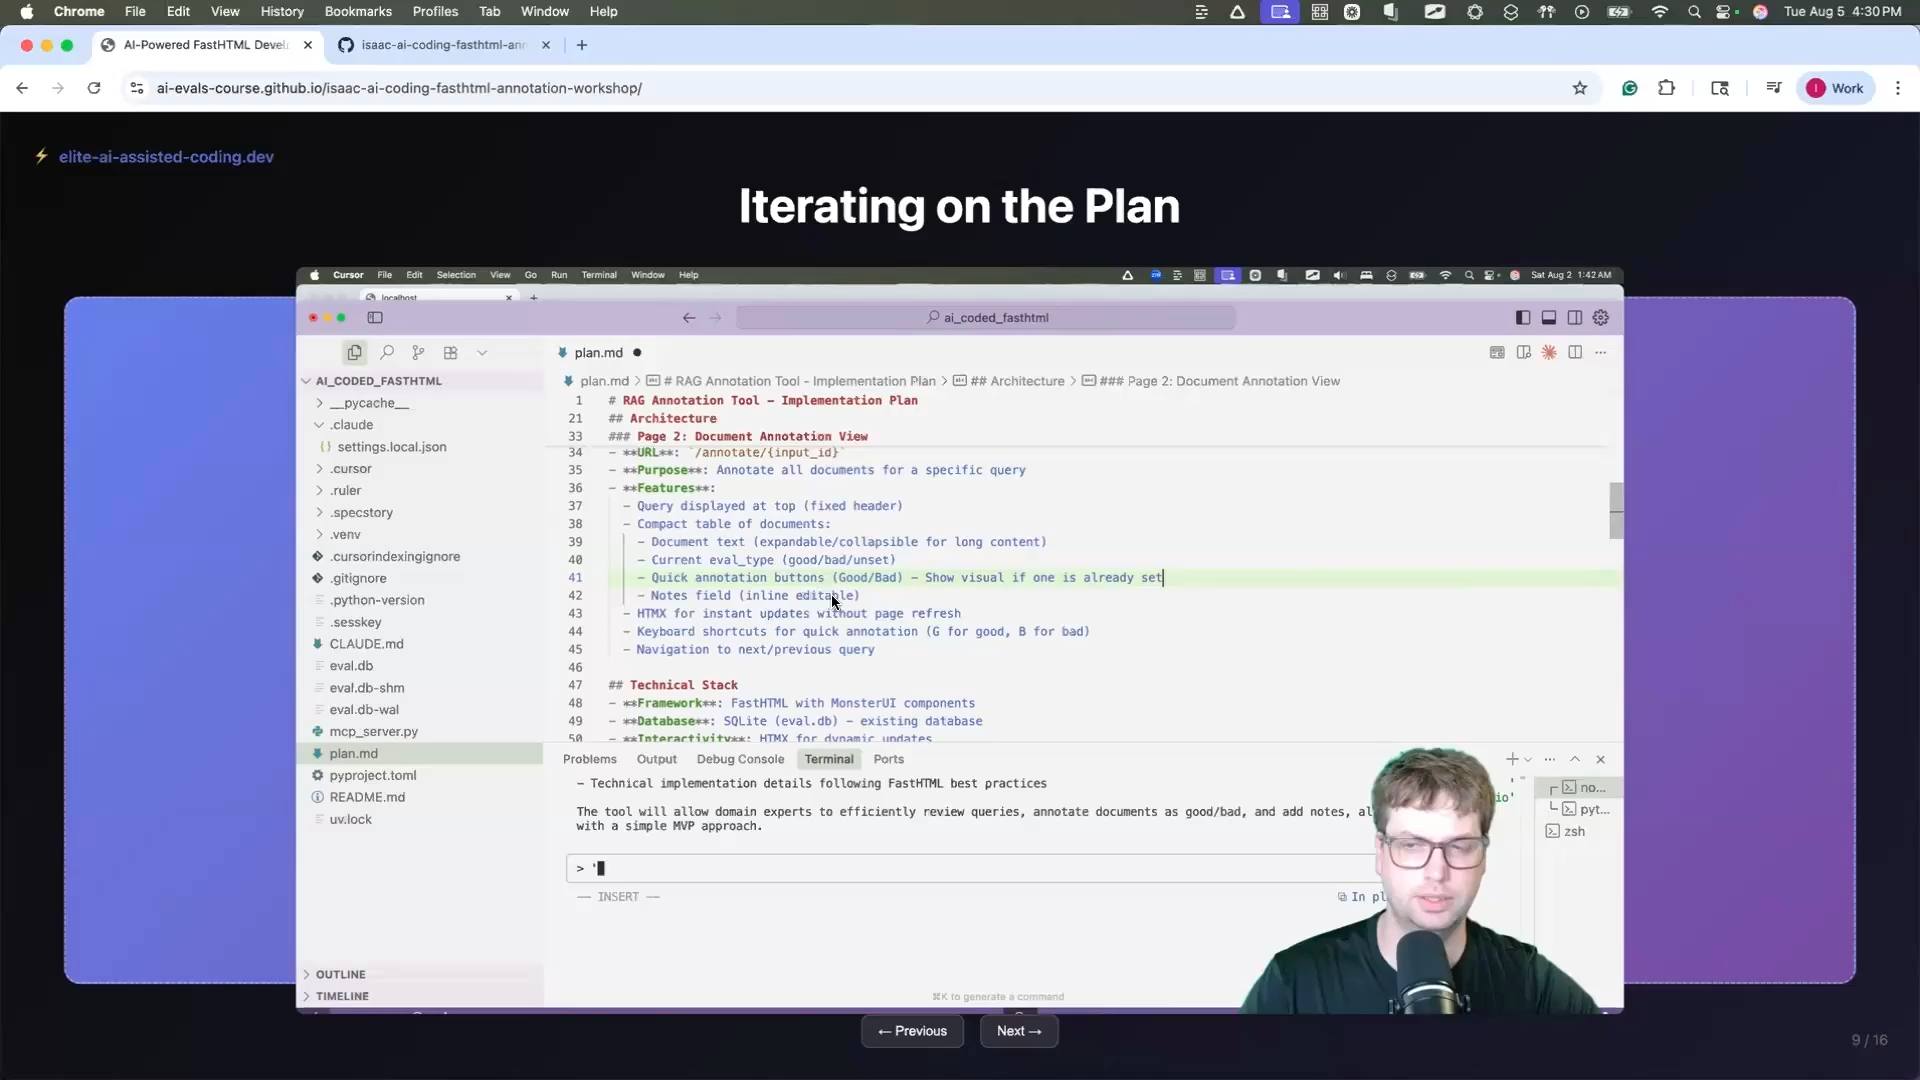 Chrome File Edit View History Bookmarks Profiles Tab Window Help Tue Aug 5 4:30 PM
AI-Powered FastHTML Devel
isaac-ai-coding-fasthtml-ann
ai-evals-course.github.io/isaac-ai-coding-fasthtml-annotation-workshop/
I Work
elite-ai-assisted-coding.dev
Iterating on the Plan
Cursor File Edit Selection View Go Run Terminal Window Help Sat Aug 2 1:42 AM
localhost
ai_coded_fasthtml
plan.md
AI_CODED_FASTHTML
__pycache__
.claude
settings.local.json
.cursor
.ruler
.specstory
.venv
.cursorindexingignore
.gitignore
.python-version
.sesskey
CLAUDE.md
eval.db
eval.db-shm
eval.db-wal
mcp_server.py
plan.md
pyproject.toml
README.md
uv.lock
OUTLINE
TIMELINE
plan.md > # RAG Annotation Tool - Implementation Plan > ## Architecture > ### Page 2: Document Annotation View
1 # RAG Annotation Tool – Implementation Plan
21 ## Architecture
33 ### Page 2: Document Annotation View
34 - **URL**: `/annotate/{input_id}`
35 - **Purpose**: Annotate all documents for a specific query
36 - **Features**:
37 - Query displayed at top (fixed header)
38 - Compact table of documents:
39 - Document text (expandable/collapsible for long content)
40 - Current eval_type (good/bad/unset)
41 - Quick annotation buttons (Good/Bad) – Show visual if one is already set
42 - Notes field (inline editable)
43 - HTMX for instant updates without page refresh
44 - Keyboard shortcuts for quick annotation (G for good, B for bad)
45 - Navigation to next/previous query
46
47 ## Technical Stack
48 - **Framework**: FastHTML with MonsterUI components
49 - **Database**: SQLite (eval.db) – existing database
50 - **Interactivity**: HTMX for dynamic updates
Problems Output Debug Console Terminal Ports
- Technical implementation details following FastHTML best practices
The tool will allow domain experts to efficiently review queries, annotate documents as good/bad, and add notes, al
with a simple MVP approach.
> '
-- INSERT --
In pl
io'
no...
pyt...
zsh
⌘K to generate a command
← Previous
Next →
9 / 16